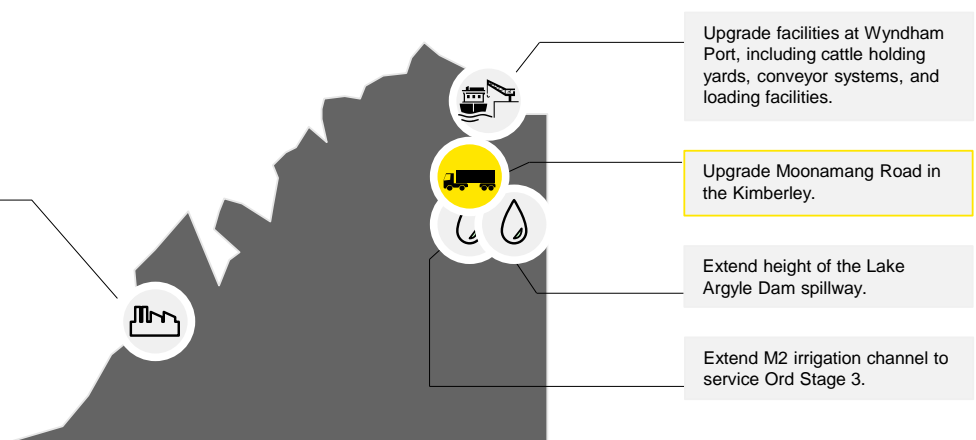 Upgrade facilities at Wyndham
Port, including cattle holding
yards, conveyor systems, and
loading facilities.
Upgrade Moonamang Road in
the Kimberley.
Extend height of the Lake
Argyle Dam spillway.
Extend M2 irrigation channel to
service Ord Stage 3.